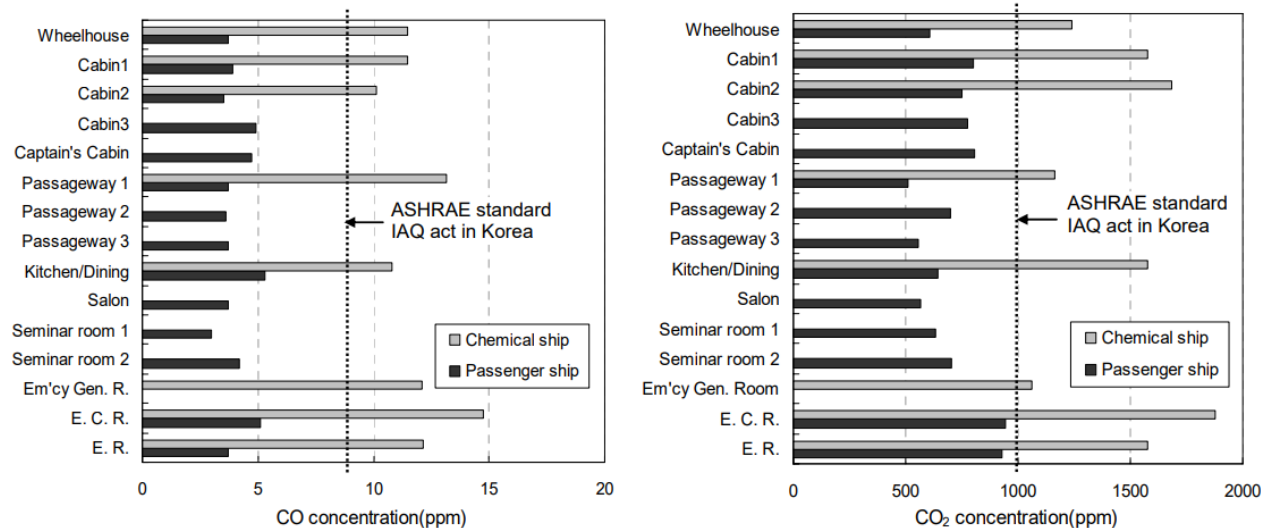 Wheelhouse
Cabin1
Cabin2
Cabin3
Captain's Cabin
Passageway 1
Passageway 2
Passageway 3
Kitchen/Dining
Salon
Seminar room 1
Seminar room 2
Em'cy Gen. R.
E. C. R.
E. R.
ASHRAE standard
IAQ act in Korea
Chemical ship
Passenger ship
0 5 10 15 20
CO concentration(ppm)
Wheelhouse
Cabin1
Cabin2
Cabin3
Captain's Cabin
Passageway 1
Passageway 2
Passageway 3
Kitchen/Dining
Salon
Seminar room 1
Seminar room 2
Em'cy Gen. Room
E. C. R.
E. R.
ASHRAE standard
IAQ act in Korea
Chemical ship
Passenger ship
0 500 1000 1500 2000
CO₂ concentration(ppm)